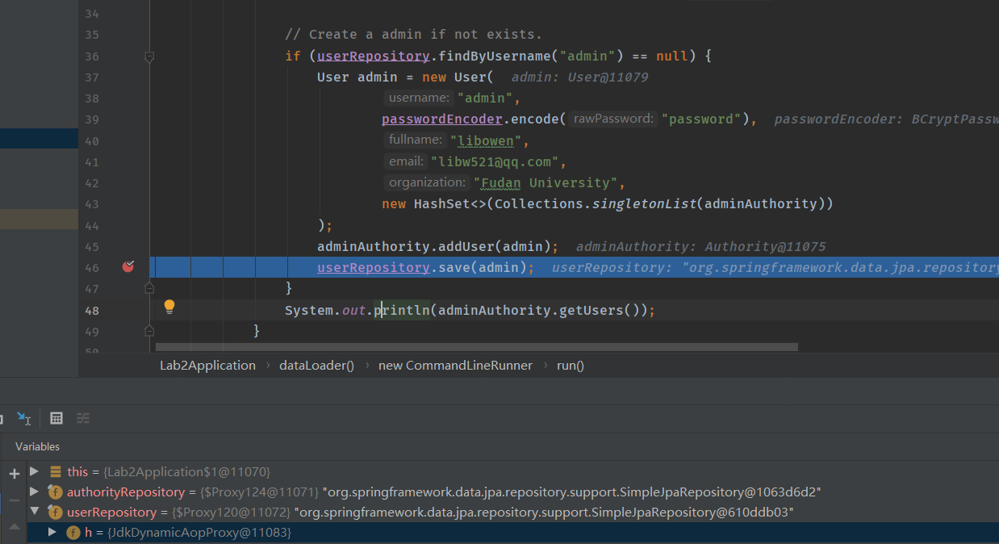 34
35 // Create a admin if not exists.
36 if (userRepository.findByUsername("admin") == null) {
37 User admin = new User( admin: User@11079
38 username: "admin",
39 passwordEncoder.encode( rawPassword: "password"), passwordEncoder: BCryptPassw
40 fullname: "libowen",
41 email: "libw521@qq.com",
42 organization: "Fudan University",
43 new HashSet<>(Collections.singletonList(adminAuthority))
44 );
45 adminAuthority.addUser(admin); adminAuthority: Authority@11075
46 userRepository.save(admin); userRepository: "org.springframework.data.jpa.repository
47 }
48 System.out.println(adminAuthority.getUsers());
49 }
50
Lab2Application › dataLoader() › new CommandLineRunner › run()
Variables
this = {Lab2Application$1@11070}
authorityRepository = {$Proxy124@11071} "org.springframework.data.jpa.repository.support.SimpleJpaRepository@1063d6d2"
userRepository = {$Proxy120@11072} "org.springframework.data.jpa.repository.support.SimpleJpaRepository@610ddb03"
h = {JdkDynamicAopProxy@11083}